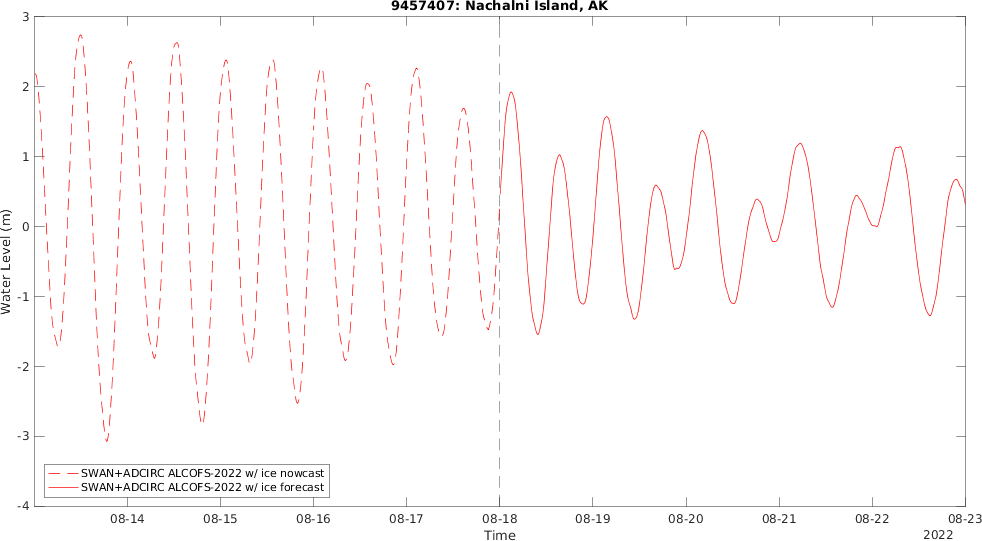 9457407: Nachalni Island, AK
3
2
1
0
-1
-2
-3
-4
Water Level (m)
SWAN+ADCIRC ALCOFS-2022 w/ ice nowcast
SWAN+ADCIRC ALCOFS-2022 w/ ice forecast
08-14 08-15 08-16 08-17 08-18 08-19 08-20 08-21 08-22 08-23
Time
2022